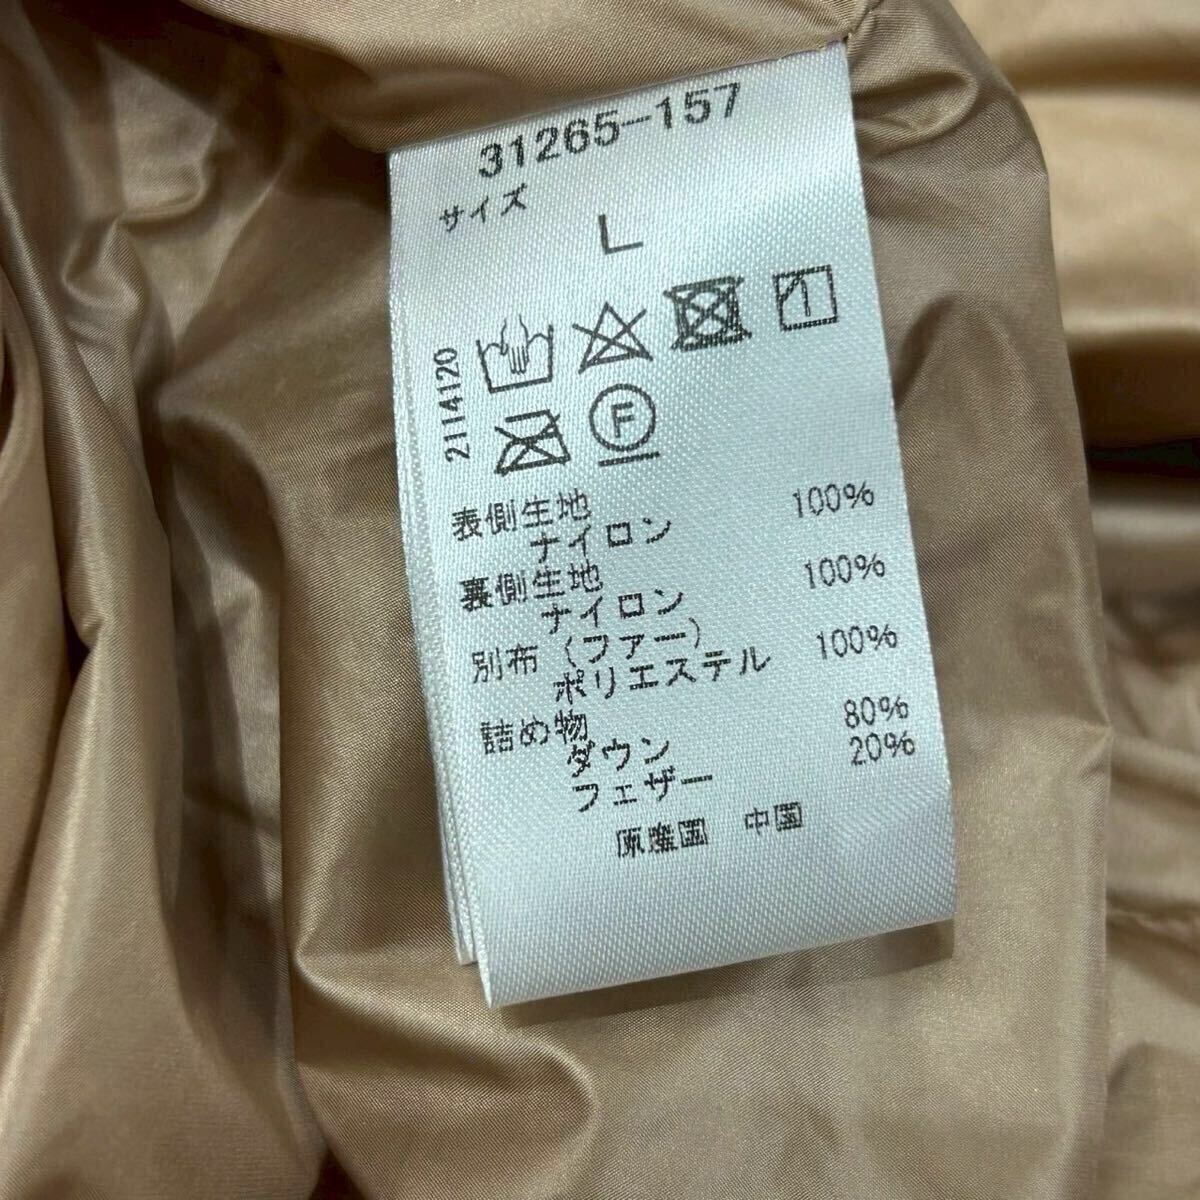 31265-157
サイズ
L
2114120
F
表側生地
ナイロン 100%
裏側生地
ナイロン 100%
別布(ファー)
ポリエステル 100%
詰め物
ダウン 80%
フェザー 20%
原産国 中国